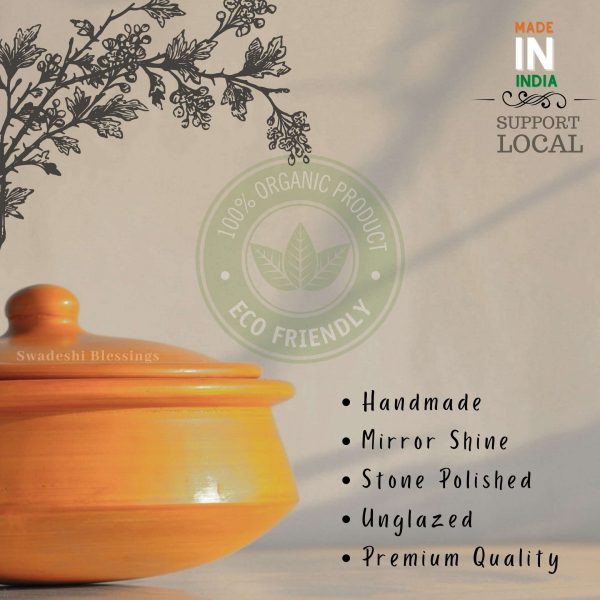 MADE
IN
INDIA
SUPPORT
LOCAL
100% ORGANIC PRODUCT
ECO FRIENDLY
Swadeshi Blessings
• Handmade
• Mirror Shine
• Stone Polished
• Unglazed
• Premium Quality